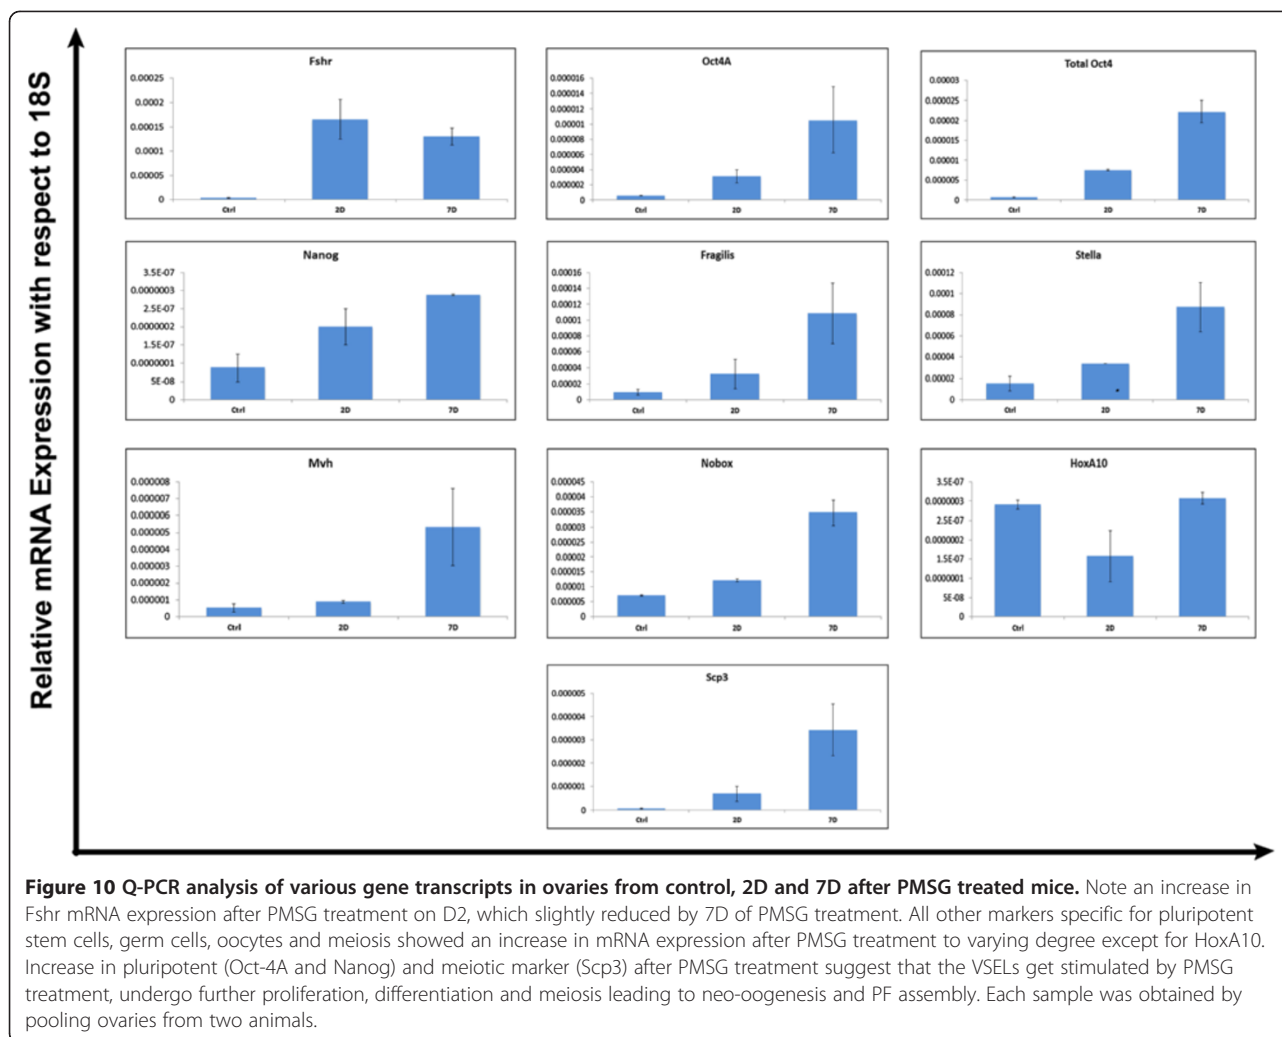 Relative mRNA Expression with respect to 18S
Fshr
0.00025
0.0002
0.00015
0.0001
0.00005
0
Ctrl 2D 7D
Oct4A
0.000016
0.000014
0.000012
0.00001
0.000008
0.000006
0.000004
0.000002
0
Ctrl 2D 7D
Total Oct4
0.00003
0.000025
0.00002
0.000015
0.00001
0.000005
0
Ctrl 2D 7D
Nanog
3.5E-07
0.0000003
2.5E-07
0.0000002
1.5E-07
0.0000001
5E-08
0
Ctrl 2D 7D
Fragilis
0.00016
0.00014
0.00012
0.0001
0.00008
0.00006
0.00004
0.00002
0
Ctrl 2D 7D
Stella
0.00012
0.0001
0.00008
0.00006
0.00004
0.00002
0
Ctrl 2D 7D
Mvh
0.000008
0.000007
0.000006
0.000005
0.000004
0.000003
0.000002
0.000001
0
Ctrl 2D 7D
Nobox
0.000045
0.00004
0.000035
0.00003
0.000025
0.00002
0.000015
0.00001
0.000005
0
Ctrl 2D 7D
HoxA10
3.5E-07
0.0000003
2.5E-07
0.0000002
1.5E-07
0.0000001
5E-08
0
Ctrl 2D 7D
Scp3
0.000005
0.000004
0.000003
0.000002
0.000001
0
Ctrl 2D 7D
Figure 10 Q-PCR analysis of various gene transcripts in ovaries from control, 2D and 7D after PMSG treated mice. Note an increase in
Fshr mRNA expression after PMSG treatment on D2, which slightly reduced by 7D of PMSG treatment. All other markers specific for pluripotent
stem cells, germ cells, oocytes and meiosis showed an increase in mRNA expression after PMSG treatment to varying degree except for HoxA10.
Increase in pluripotent (Oct-4A and Nanog) and meiotic marker (Scp3) after PMSG treatment suggest that the VSELs get stimulated by PMSG
treatment, undergo further proliferation, differentiation and meiosis leading to neo-oogenesis and PF assembly. Each sample was obtained by
pooling ovaries from two animals.